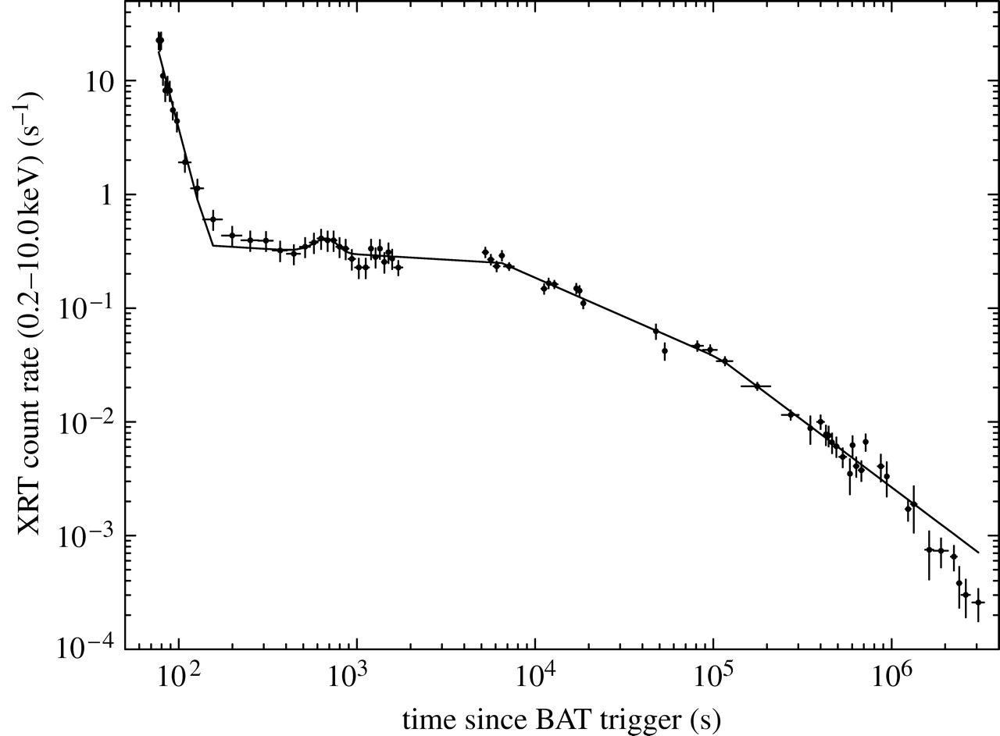 10
1
10⁻¹
10⁻²
10⁻³
10⁻⁴
XRT count rate (0.2–10.0 keV) (s⁻¹)
10² 10³ 10⁴ 10⁵ 10⁶
time since BAT trigger (s)